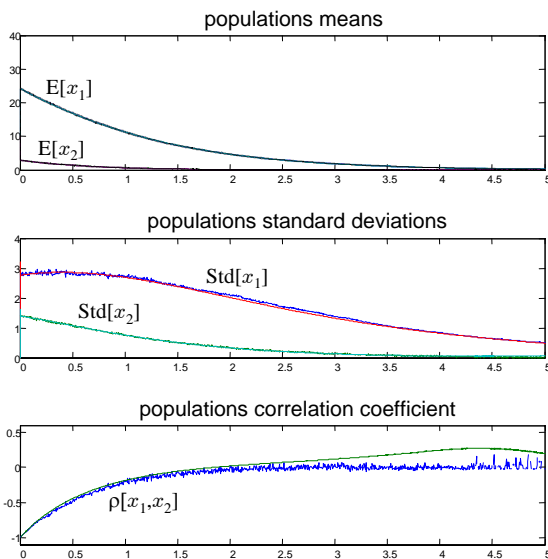 populations means
40
30
20
10
0
E[x₁]
E[x₂]
0 0.5 1 1.5 2 2.5 3 3.5 4 4.5 5
populations standard deviations
4
3
2
1
0
Std[x₁]
Std[x₂]
0 0.5 1 1.5 2 2.5 3 3.5 4 4.5 5
populations correlation coefficient
0.5
0
-0.5
-1
ρ[x₁,x₂]
0 0.5 1 1.5 2 2.5 3 3.5 4 4.5 5